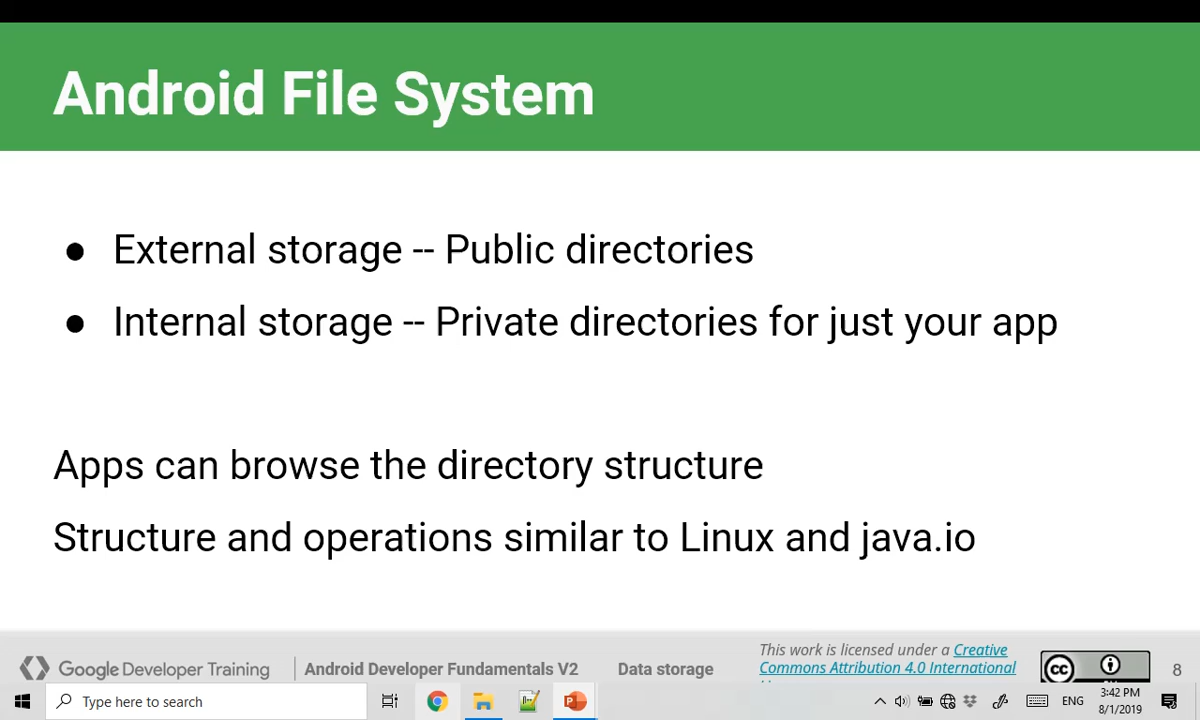 Android File System
● External storage -- Public directories
● Internal storage -- Private directories for just your app
Apps can browse the directory structure
Structure and operations similar to Linux and java.io
Google Developer Training
Android Developer Fundamentals V2
Data storage
This work is licensed under a Creative
Commons Attribution 4.0 International
cc
8
Type here to search
ENG
3:42 PM
8/1/2019